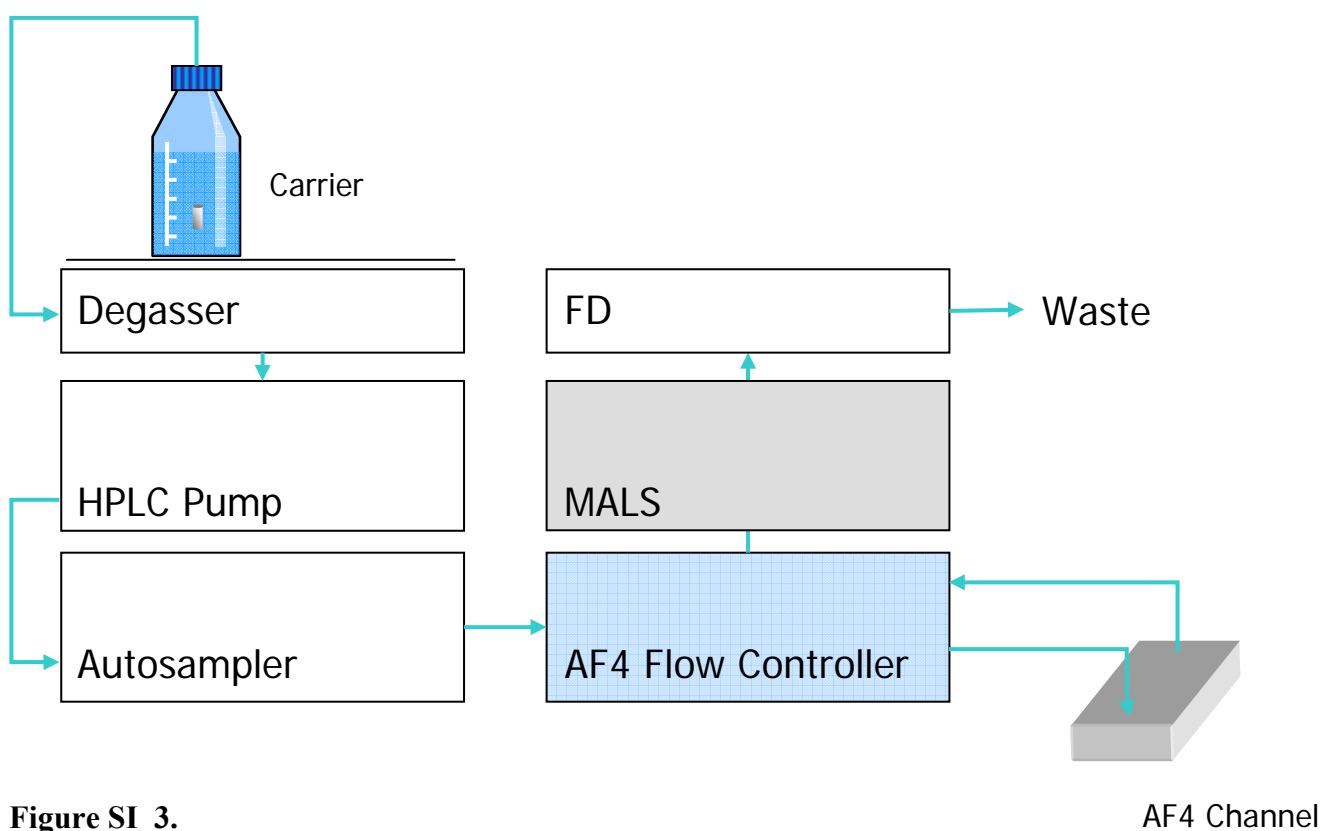 Carrier
Degasser
FD
Waste
HPLC Pump
MALS
Autosampler
AF4 Flow Controller
AF4 Channel
Figure SI 3.